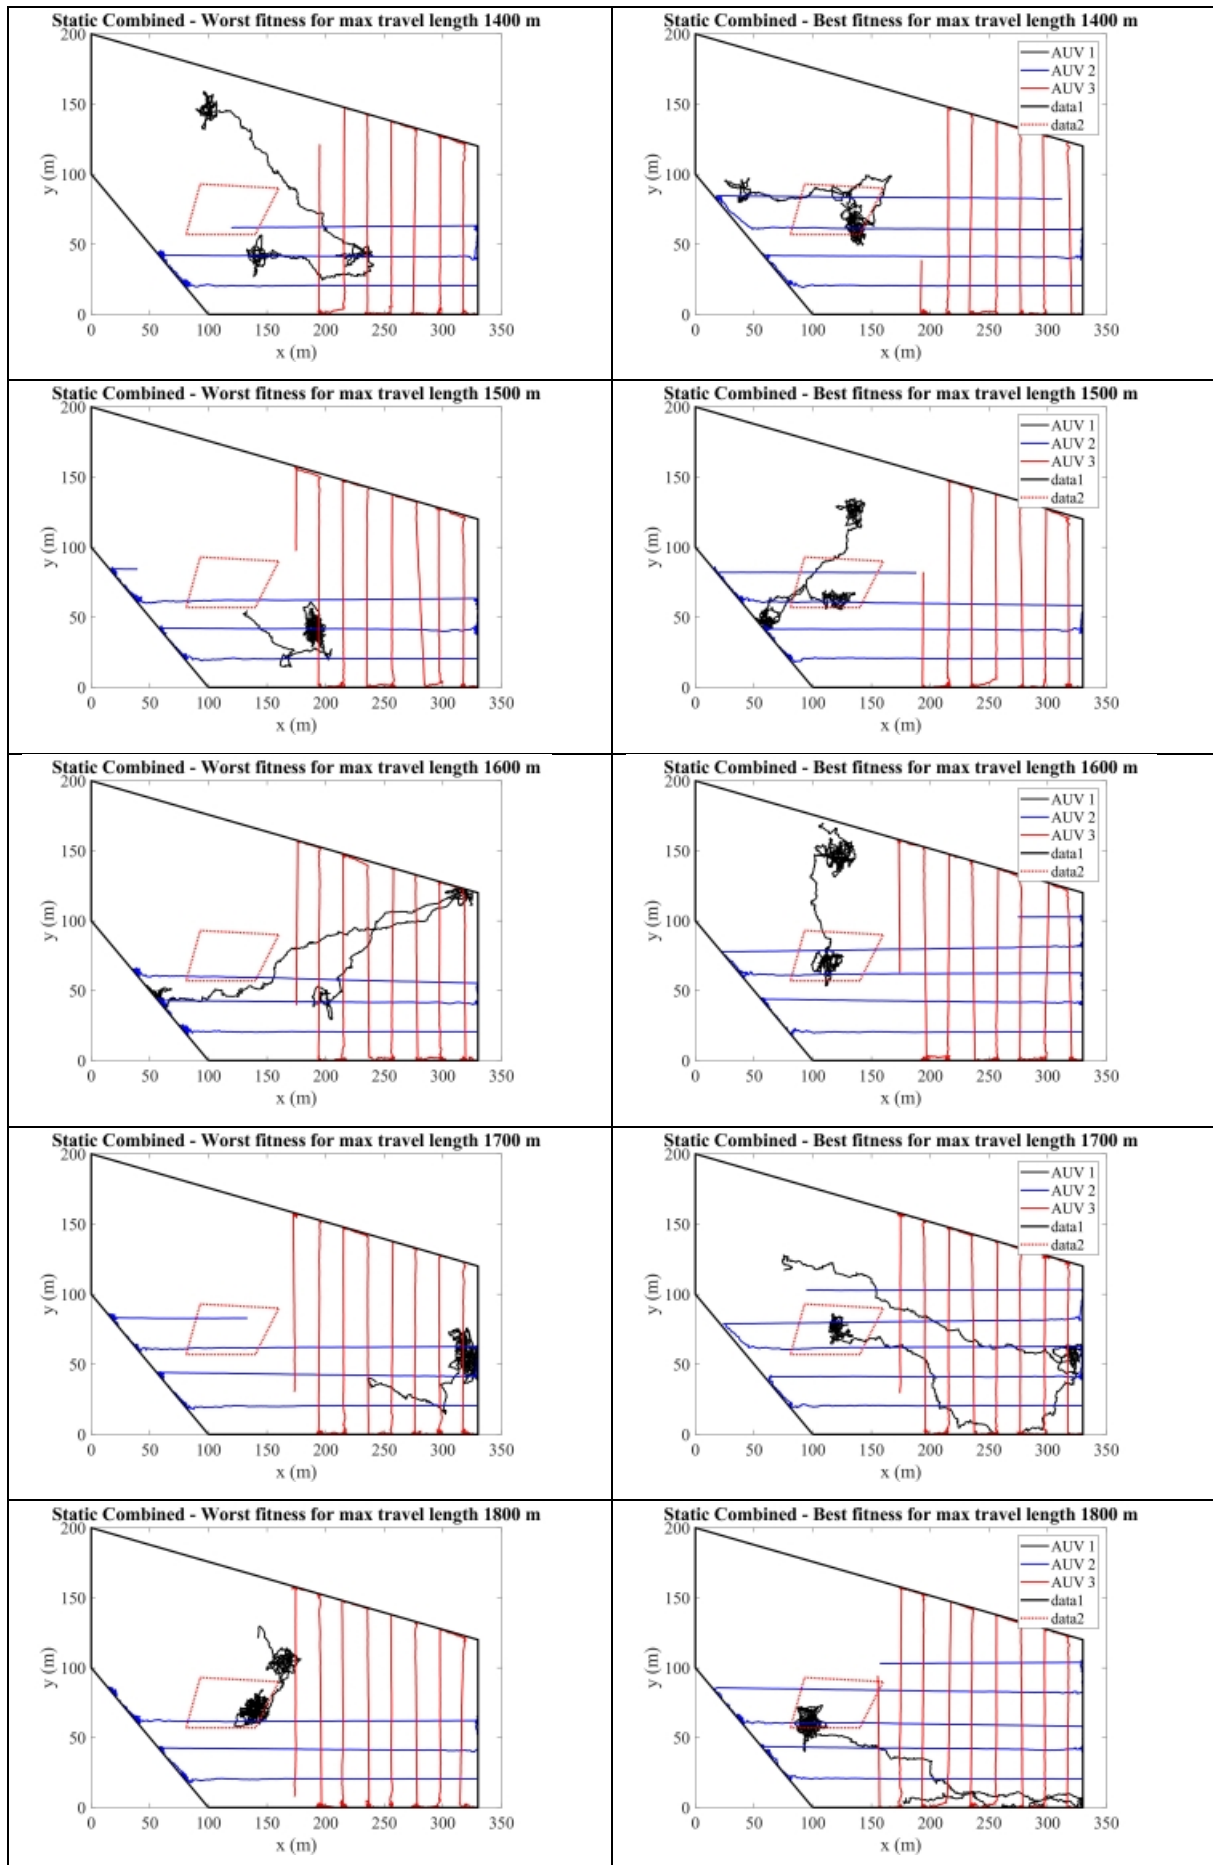 Static Combined - Worst fitness for max travel length 1400 m
200
150
100
50
0
y (m)
0 50 100 150 200 250 300 350
x (m)
Static Combined - Best fitness for max travel length 1400 m
AUV 1
AUV 2
AUV 3
data1
data2
200
150
100
50
0
y (m)
0 50 100 150 200 250 300 350
x (m)
Static Combined - Worst fitness for max travel length 1500 m
200
150
100
50
0
y (m)
0 50 100 150 200 250 300 350
x (m)
Static Combined - Best fitness for max travel length 1500 m
AUV 1
AUV 2
AUV 3
data1
data2
200
150
100
50
0
y (m)
0 50 100 150 200 250 300 350
x (m)
Static Combined - Worst fitness for max travel length 1600 m
200
150
100
50
0
y (m)
0 50 100 150 200 250 300 350
x (m)
Static Combined - Best fitness for max travel length 1600 m
AUV 1
AUV 2
AUV 3
data1
data2
200
150
100
50
0
y (m)
0 50 100 150 200 250 300 350
x (m)
Static Combined - Worst fitness for max travel length 1700 m
200
150
100
50
0
y (m)
0 50 100 150 200 250 300 350
x (m)
Static Combined - Best fitness for max travel length 1700 m
AUV 1
AUV 2
AUV 3
data1
data2
200
150
100
50
0
y (m)
0 50 100 150 200 250 300 350
x (m)
Static Combined - Worst fitness for max travel length 1800 m
200
150
100
50
0
y (m)
0 50 100 150 200 250 300 350
x (m)
Static Combined - Best fitness for max travel length 1800 m
AUV 1
AUV 2
AUV 3
data1
data2
200
150
100
50
0
y (m)
0 50 100 150 200 250 300 350
x (m)